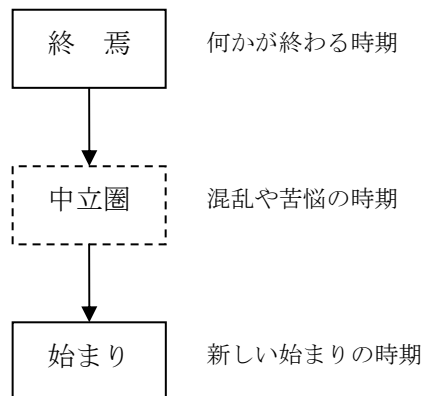 終　焉
何かが終わる時期
中立圏
混乱や苦悩の時期
始まり
新しい始まりの時期